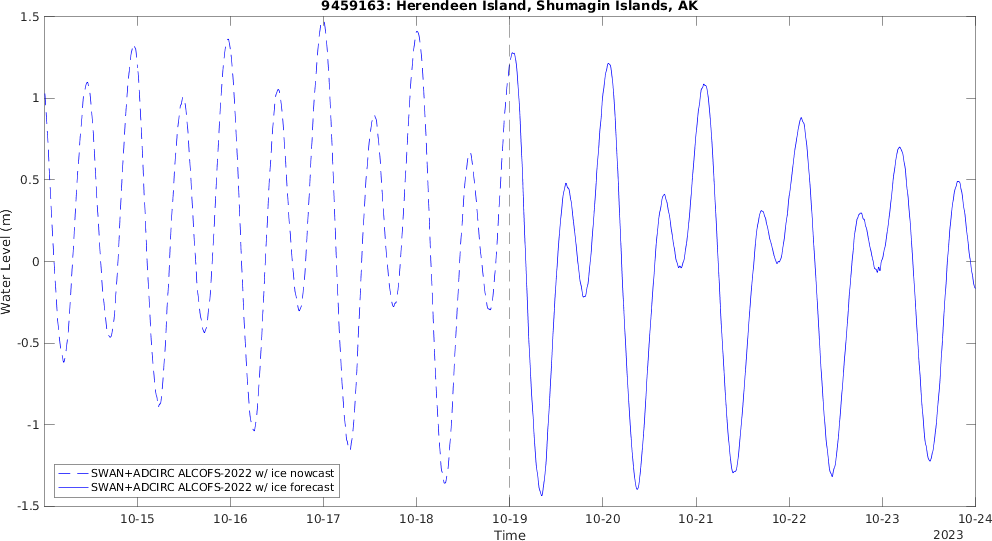 9459163: Herendeen Island, Shumagin Islands, AK
1.5
1
0.5
0
-0.5
-1
-1.5
Water Level (m)
SWAN+ADCIRC ALCOFS-2022 w/ ice nowcast
SWAN+ADCIRC ALCOFS-2022 w/ ice forecast
10-15 10-16 10-17 10-18 10-19 10-20 10-21 10-22 10-23 10-24
Time
2023